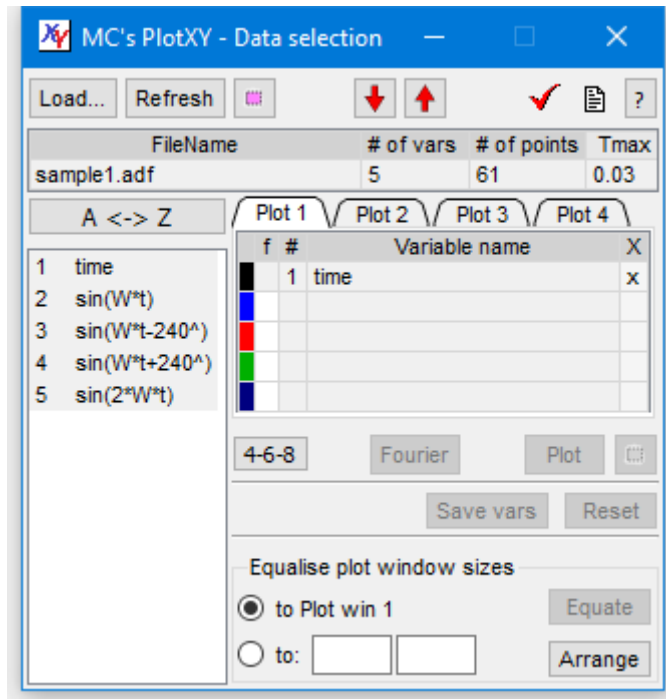 MC's PlotXY - Data selection
Load... Refresh ?
FileName # of vars # of points Tmax
sample1.adf 5 61 0.03
A <-> Z
Plot 1 Plot 2 Plot 3 Plot 4
f # Variable name X
1 time x
1 time
2 sin(W*t)
3 sin(W*t-240^)
4 sin(W*t+240^)
5 sin(2*W*t)
4-6-8 Fourier Plot
Save vars Reset
Equalise plot window sizes
to Plot win 1 Equate
to: Arrange